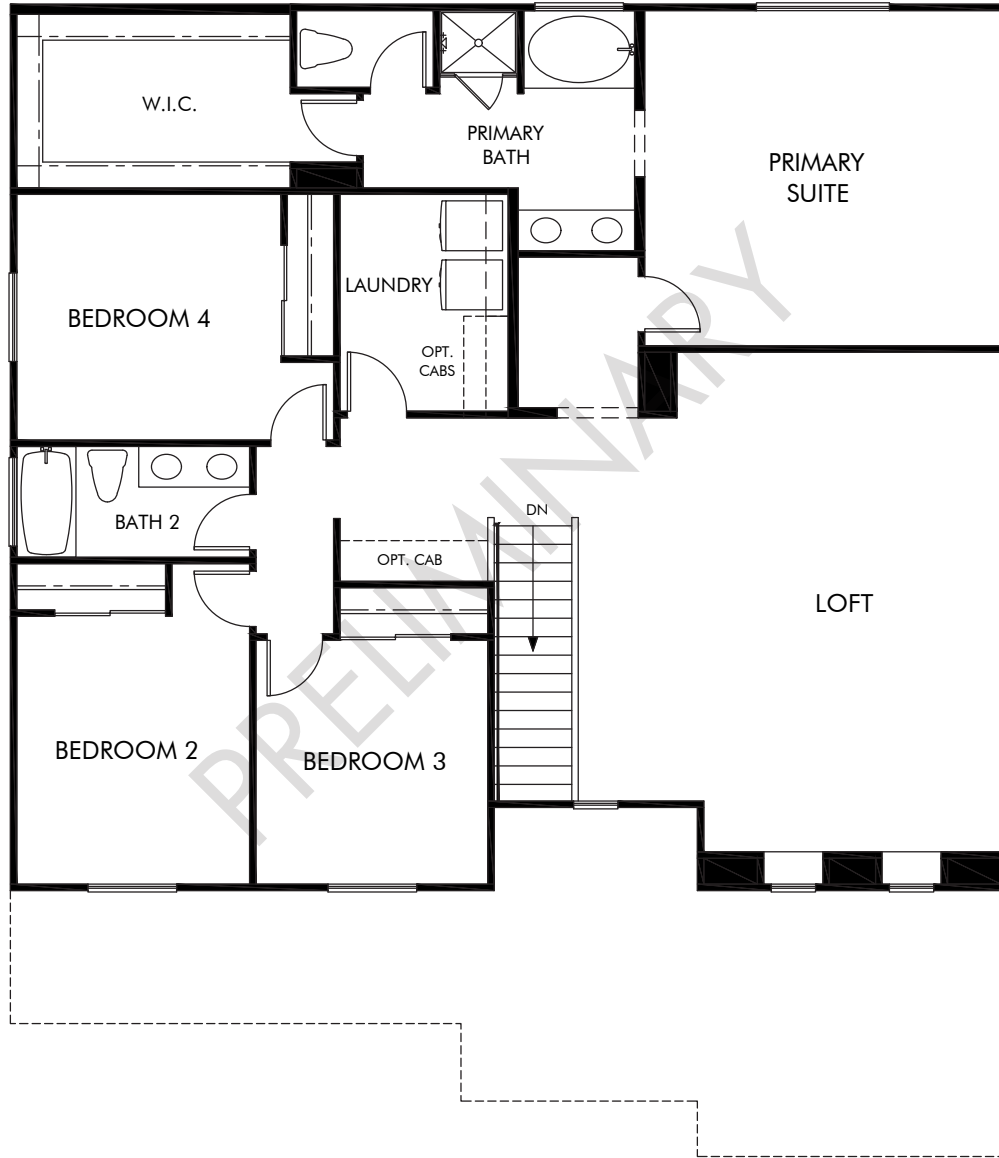 W.I.C.
PRIMARY
BATH
PRIMARY
SUITE
BEDROOM 4
LAUNDRY
OPT.
CABS
BATH 2
DN
OPT. CAB
LOFT
BEDROOM 2
BEDROOM 3
PRELIMINARY